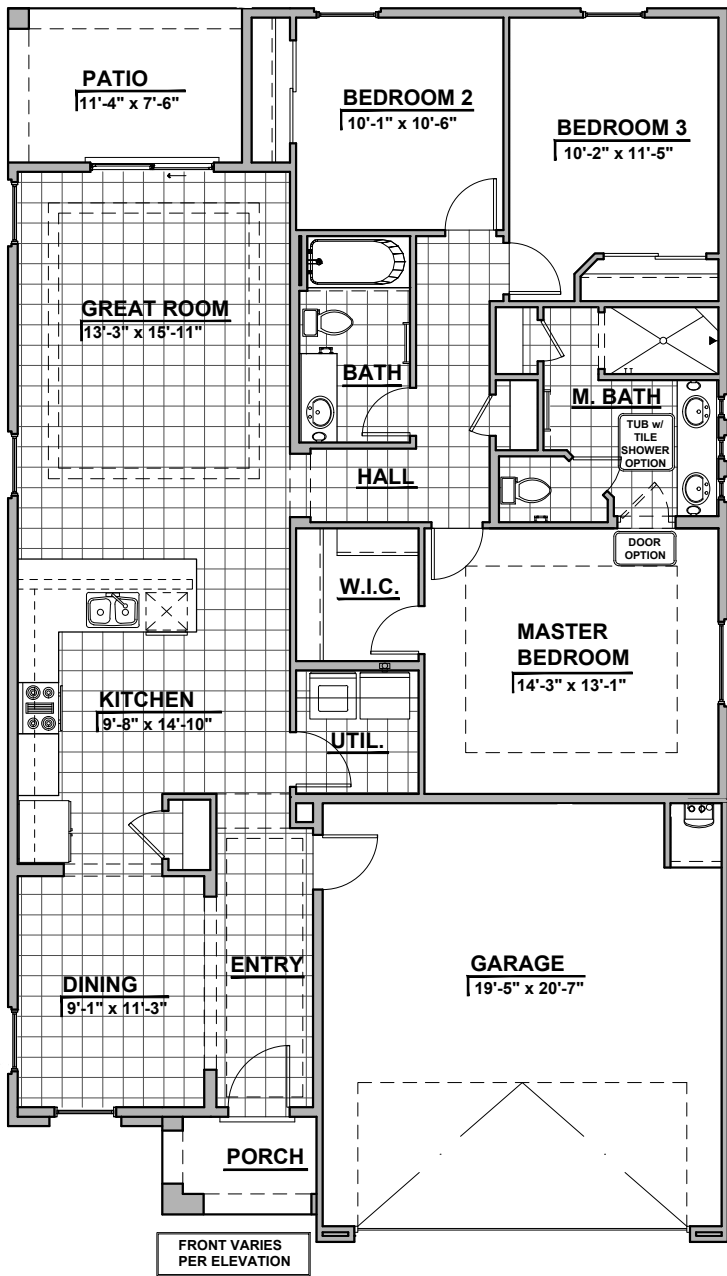 PATIO
11'-4" x 7'-6"
BEDROOM 2
10'-1" x 10'-6"
BEDROOM 3
10'-2" x 11'-5"
GREAT ROOM
13'-3" x 15'-11"
BATH
M. BATH
TUB w/
TILE
SHOWER
OPTION
HALL
DOOR
OPTION
W.I.C.
MASTER
BEDROOM
14'-3" x 13'-1"
KITCHEN
9'-8" x 14'-10"
UTIL.
ENTRY
GARAGE
19'-5" x 20'-7"
DINING
9'-1" x 11'-3"
PORCH
FRONT VARIES
PER ELEVATION